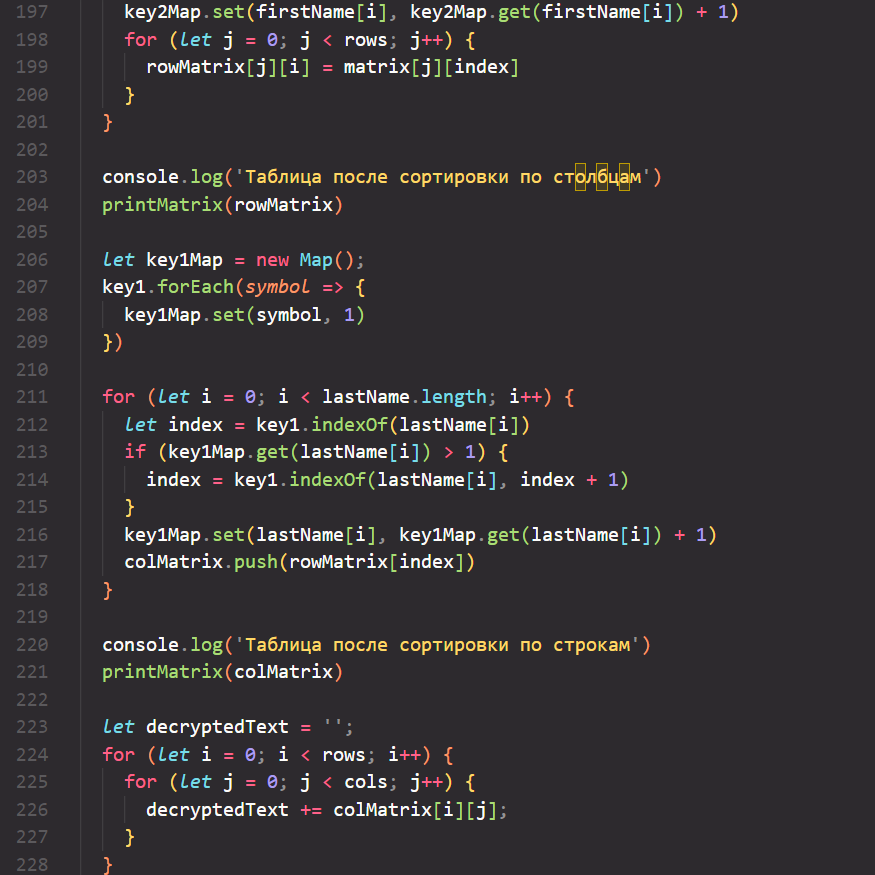 197 key2Map.set(firstName[i], key2Map.get(firstName[i]) + 1)
198 for (let j = 0; j < rows; j++) {
199 rowMatrix[j][i] = matrix[j][index]
200 }
201 }
202
203 console.log('Таблица после сортировки по столбцам')
204 printMatrix(rowMatrix)
205
206 let key1Map = new Map();
207 key1.forEach(symbol => {
208 key1Map.set(symbol, 1)
209 })
210
211 for (let i = 0; i < lastName.length; i++) {
212 let index = key1.indexOf(lastName[i])
213 if (key1Map.get(lastName[i]) > 1) {
214 index = key1.indexOf(lastName[i], index + 1)
215 }
216 key1Map.set(lastName[i], key1Map.get(lastName[i]) + 1)
217 colMatrix.push(rowMatrix[index])
218 }
219
220 console.log('Таблица после сортировки по строкам')
221 printMatrix(colMatrix)
222
223 let decryptedText = '';
224 for (let i = 0; i < rows; i++) {
225 for (let j = 0; j < cols; j++) {
226 decryptedText += colMatrix[i][j];
227 }
228 }